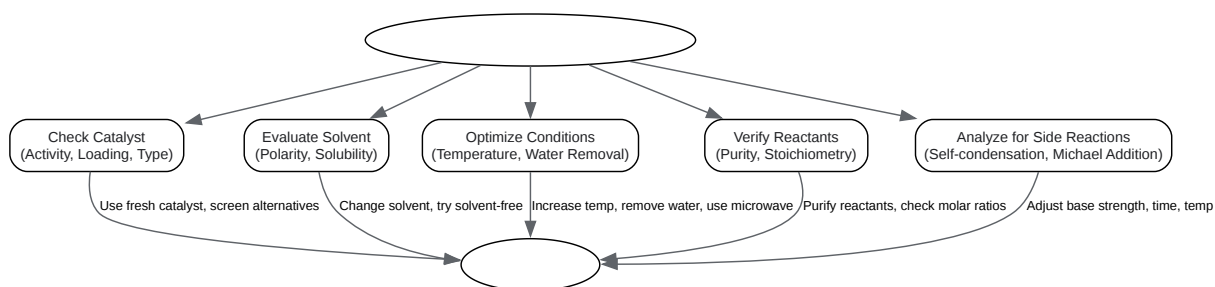 Check Catalyst
(Activity, Loading, Type)
Evaluate Solvent
(Polarity, Solubility)
Optimize Conditions
(Temperature, Water Removal)
Verify Reactants
(Purity, Stoichiometry)
Analyze for Side Reactions
(Self-condensation, Michael Addition)
Use fresh catalyst, screen alternatives
Change solvent, try solvent-free
Increase temp, remove water, use microwave
Purify reactants, check molar ratios
Adjust base strength, time, temp